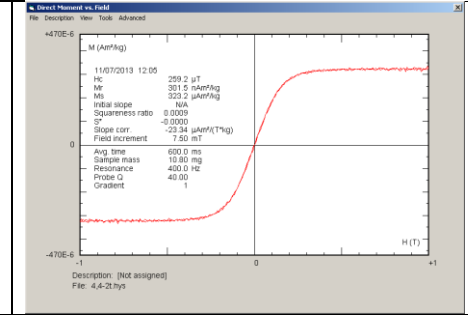 Direct Moment vs. Field
File Description View Tools Advanced
+470E-6
M (Am²/kg)
11/07/2013 12:05
Hc 259.2 µT
Mr 301.5 nAm²/kg
Ms 323.2 µAm²/kg
Initial slope N/A
Squareness ratio 0.0009
S* -0.0000
Slope corr. -23.34 µAm²/(T*kg)
Field increment 7.50 mT
Avg. time 600.0 ms
Sample mass 10.80 mg
Resonance 400.0 Hz
Probe Q 40.00
Gradient 1
0
H (T)
-470E-6
-1 0 +1
Description: [Not assigned]
File: 4,4-2t.hys